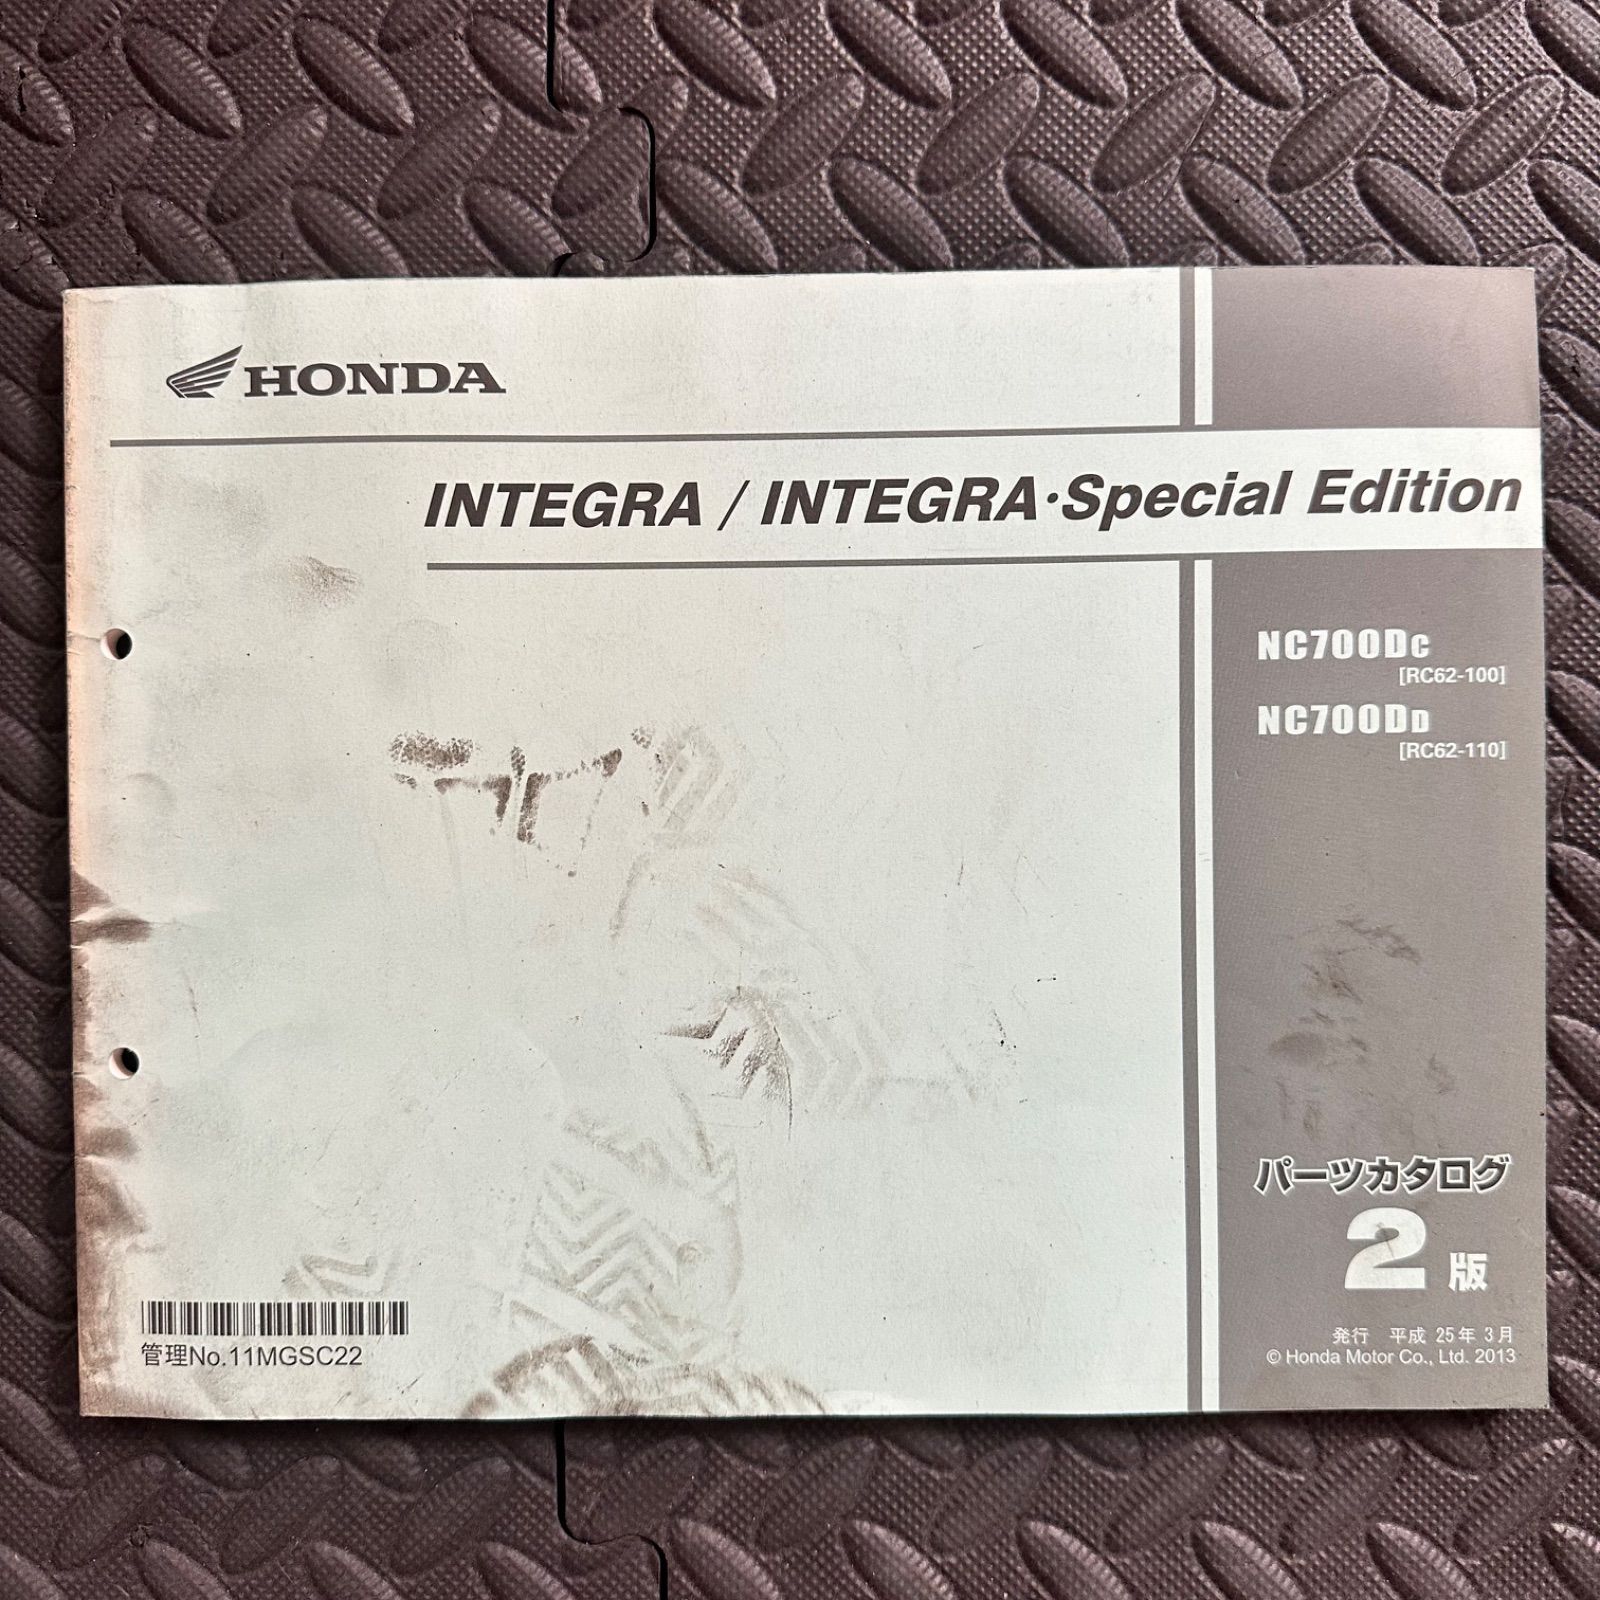 HONDA
INTEGRA / INTEGRA・Special Edition
NC700DC
[RC62-100]
NC700DD
[RC62-110]
パーツカタログ
2版
発行 平成 25年 3月
© Honda Motor Co., Ltd. 2013
管理No.11MGSC22